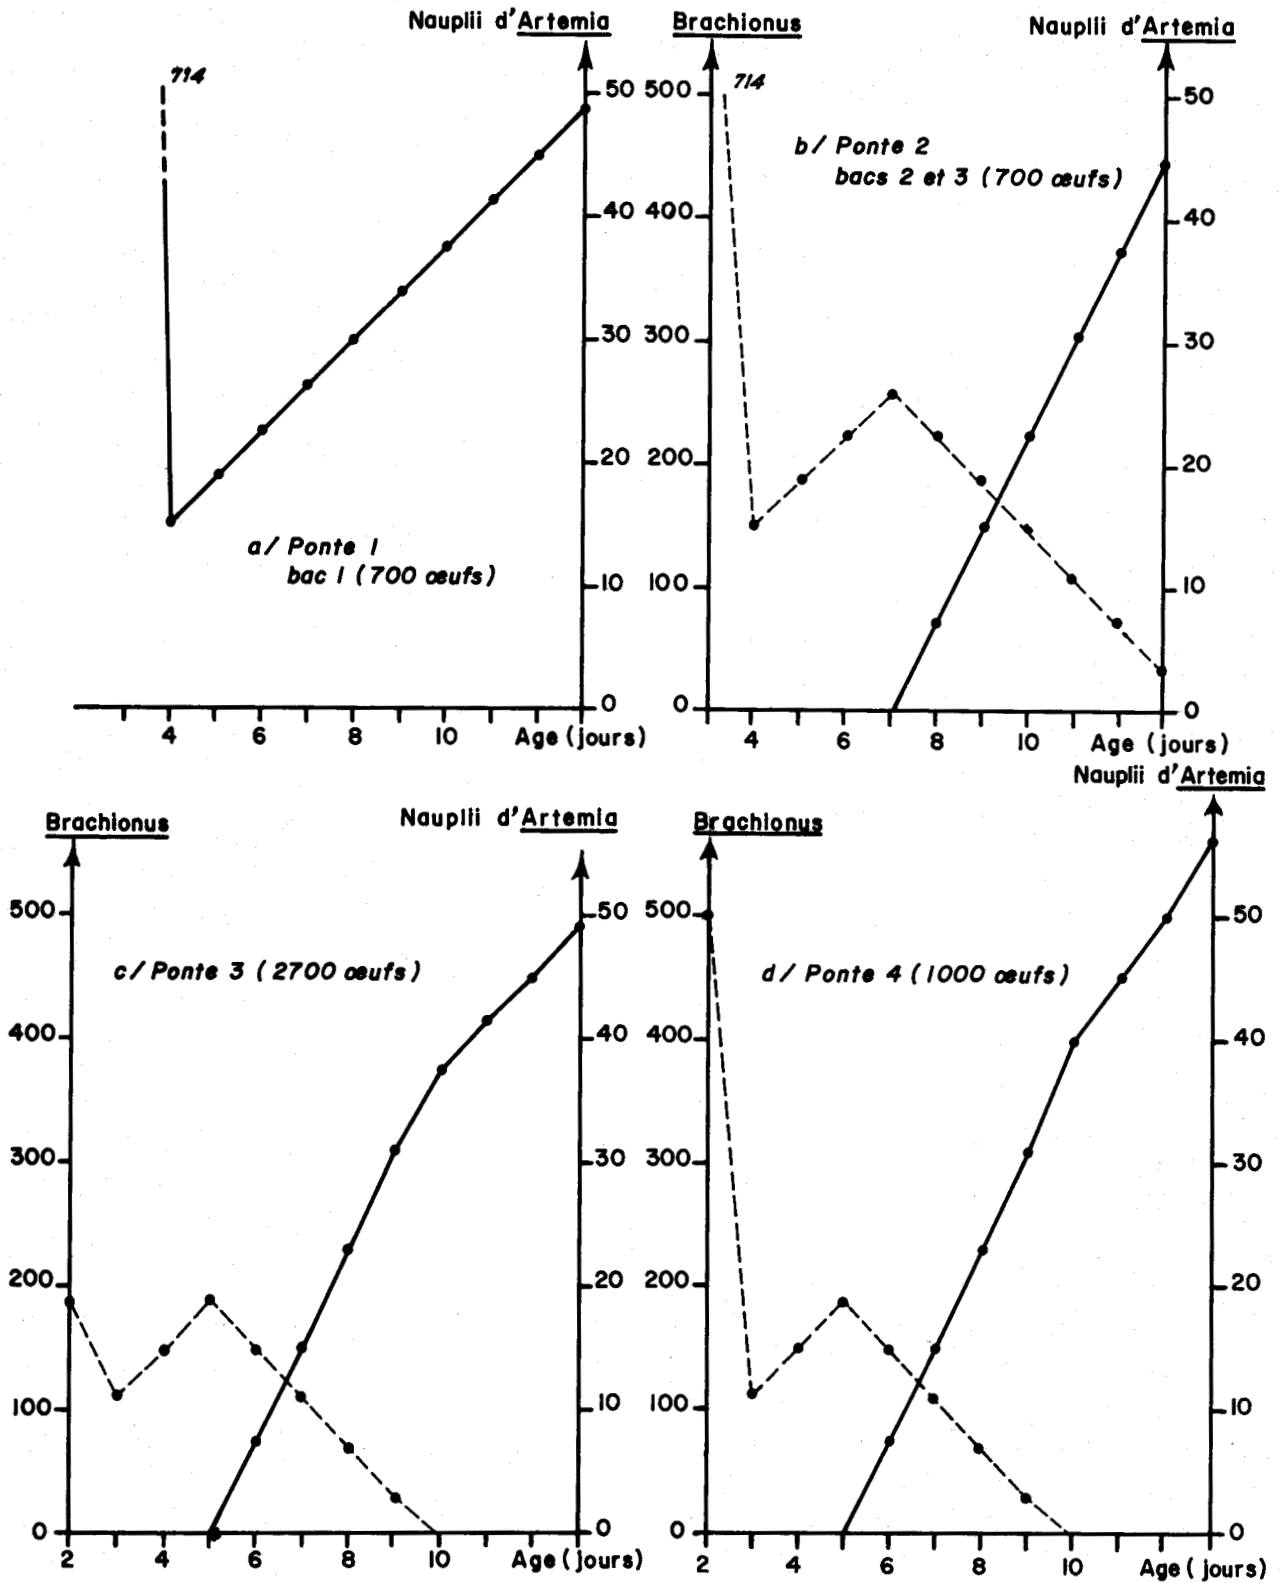 Nauplii d'Artemia
714
50
40
30
20
10
0
a/ Ponte 1
bac 1 (700 œufs)
4 6 8 10 Age (jours)
Brachionus
Nauplii d'Artemia
714
500
400
300
200
100
0
50
40
30
20
10
0
b/ Ponte 2
bacs 2 et 3 (700 œufs)
4 6 8 10 Age (jours)
Brachionus
Nauplii d'Artemia
500
400
300
200
100
0
50
40
30
20
10
0
c/ Ponte 3 (2700 œufs)
2 4 6 8 10 Age (jours)
Brachionus
Nauplii d'Artemia
500
400
300
200
100
0
50
40
30
20
10
0
d/ Ponte 4 (1000 œufs)
2 4 6 8 10 Age (jours)